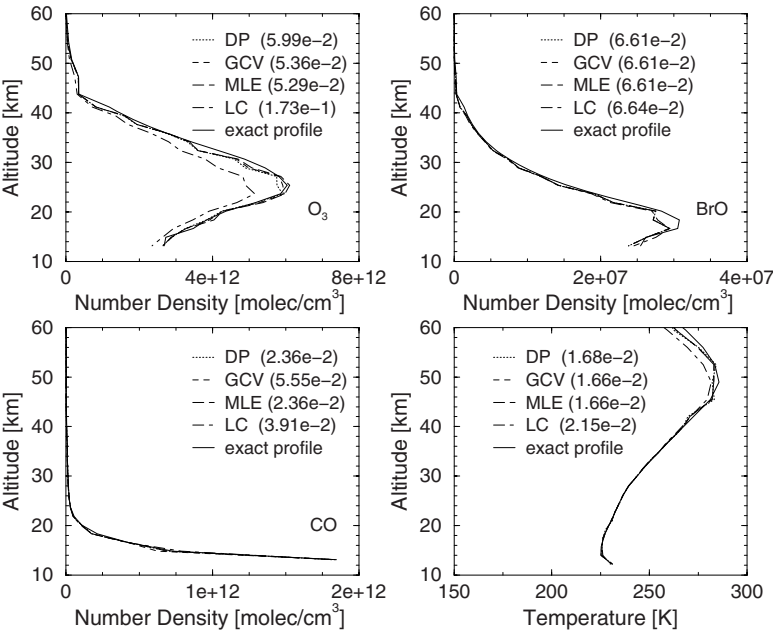 60
50
40
30
20
10
Altitude [km]
DP (5.99e−2)
GCV (5.36e−2)
MLE (5.29e−2)
LC (1.73e−1)
exact profile
O3
0
4e+12
8e+12
Number Density [molec/cm3]
60
50
40
30
20
10
Altitude [km]
DP (6.61e−2)
GCV (6.61e−2)
MLE (6.61e−2)
LC (6.64e−2)
exact profile
BrO
0
2e+07
4e+07
Number Density [molec/cm3]
60
50
40
30
20
10
Altitude [km]
DP (2.36e−2)
GCV (5.55e−2)
MLE (2.36e−2)
LC (3.91e−2)
exact profile
CO
0
1e+12
2e+12
Number Density [molec/cm3]
60
50
40
30
20
10
Altitude [km]
DP (1.68e−2)
GCV (1.66e−2)
MLE (1.66e−2)
LC (2.15e−2)
exact profile
150
200
250
300
Temperature [K]